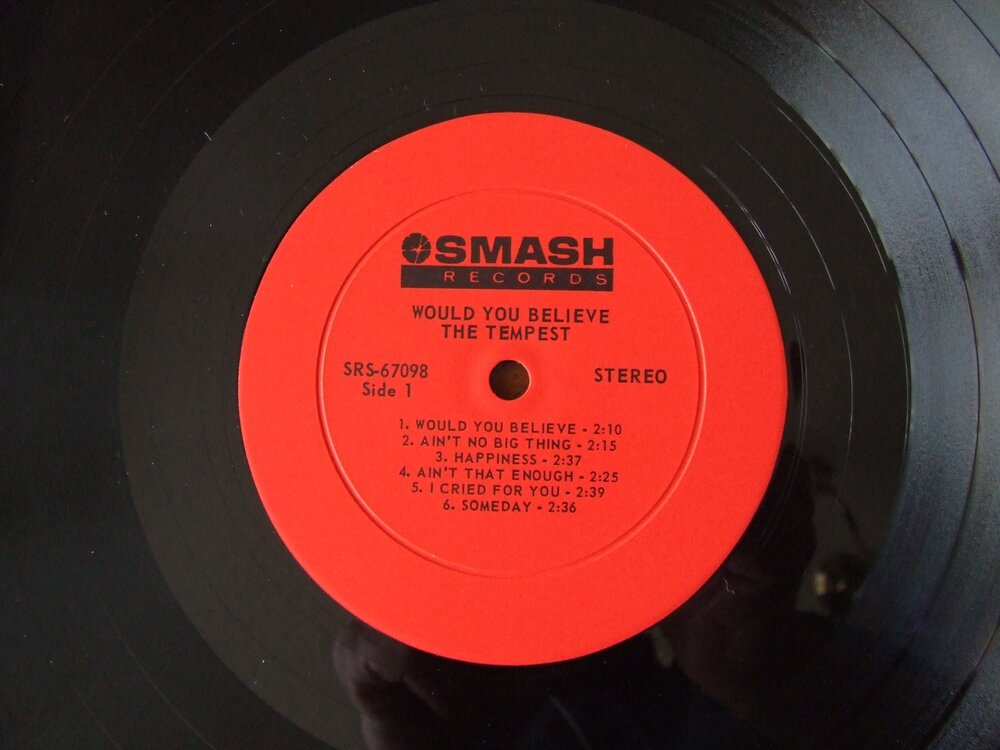 SMASH
RECORDS
WOULD YOU BELIEVE
THE TEMPEST
SRS-67098
Side 1
STEREO
1. WOULD YOU BELIEVE - 2:10
2. AIN'T NO BIG THING - 2:15
3. HAPPINESS - 2:37
4. AIN'T THAT ENOUGH - 2:25
5. I CRIED FOR YOU - 2:39
6. SOMEDAY - 2:36